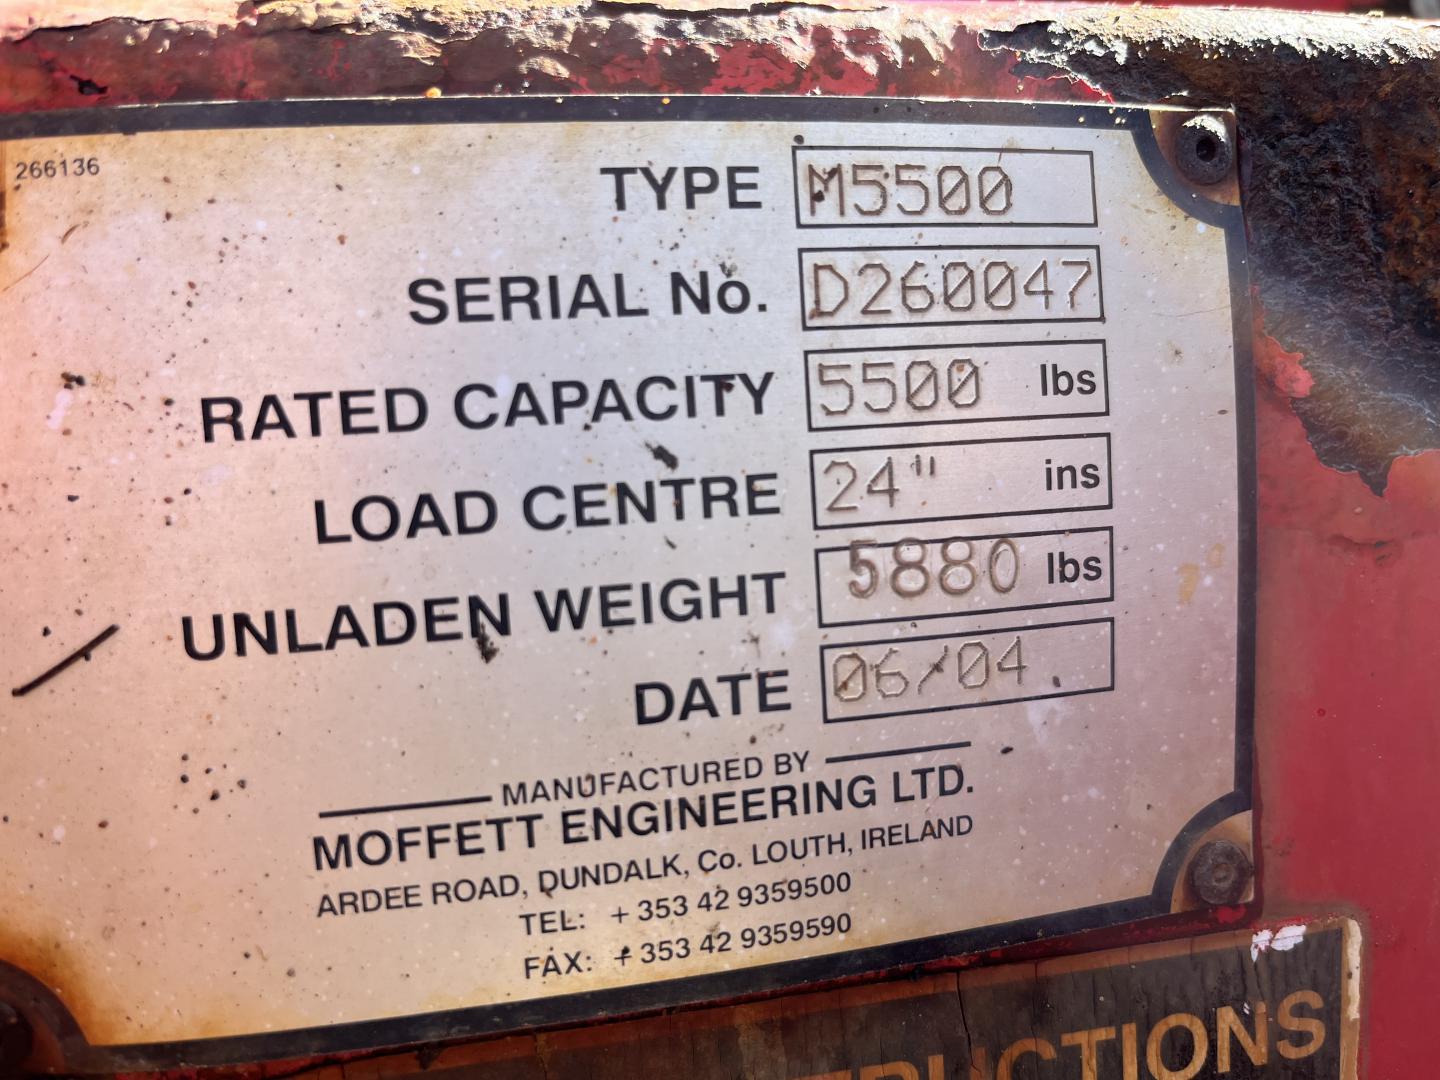 266136
TYPE M5500
SERIAL No. D260047
RATED CAPACITY 5500 lbs
LOAD CENTRE 24" ins
UNLADEN WEIGHT 5880 lbs
DATE 06/04
MANUFACTURED BY
MOFFETT ENGINEERING LTD.
ARDEE ROAD, DUNDALK, Co. LOUTH, IRELAND
TEL: + 353 42 9359500
FAX: + 353 42 9359590